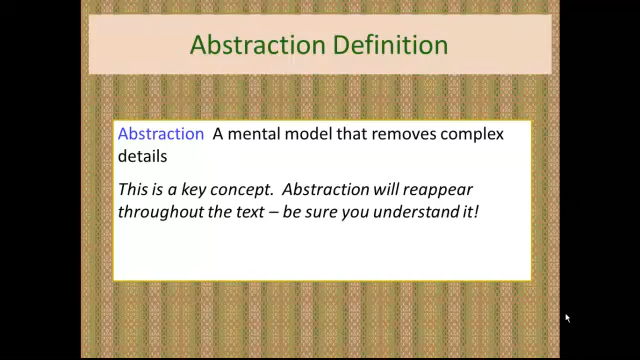 Abstraction Definition
Abstraction A mental model that removes complex
details
This is a key concept. Abstraction will reappear
throughout the text – be sure you understand it!